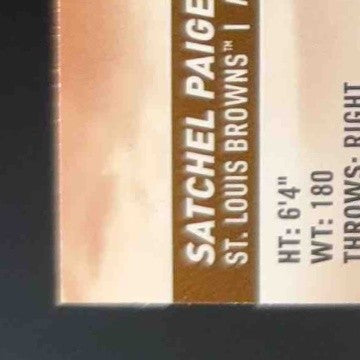 SATCHEL PAIGE
ST. LOUIS BROWNS™ |
HT: 6'4"
WT: 180
THROWS: RIGHT